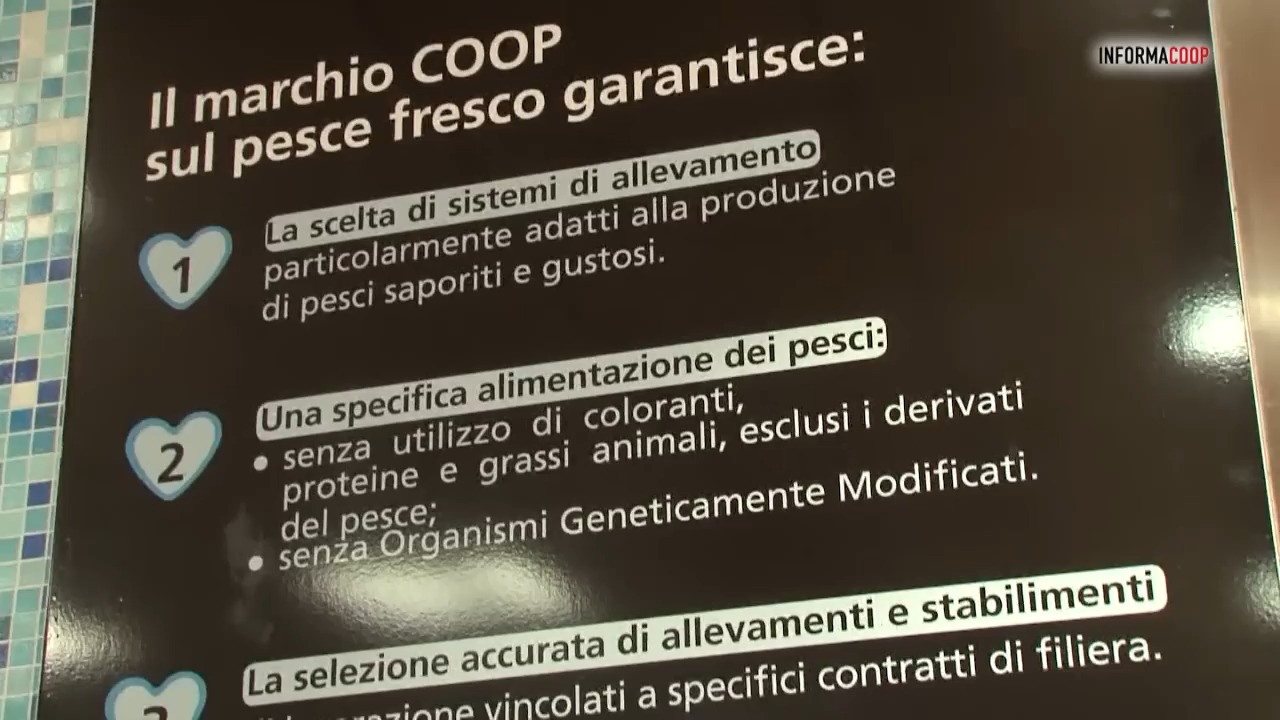 INFORMACOOP
Il marchio COOP
sul pesce fresco garantisce:
1
La scelta di sistemi di allevamento
particolarmente adatti alla produzione
di pesci saporiti e gustosi.
2
Una specifica alimentazione dei pesci:
• senza utilizzo di coloranti,
proteine e grassi animali, esclusi i derivati
del pesce;
• senza Organismi Geneticamente Modificati.
La selezione accurata di allevamenti e stabilimenti
vincolati a specifici contratti di filiera.